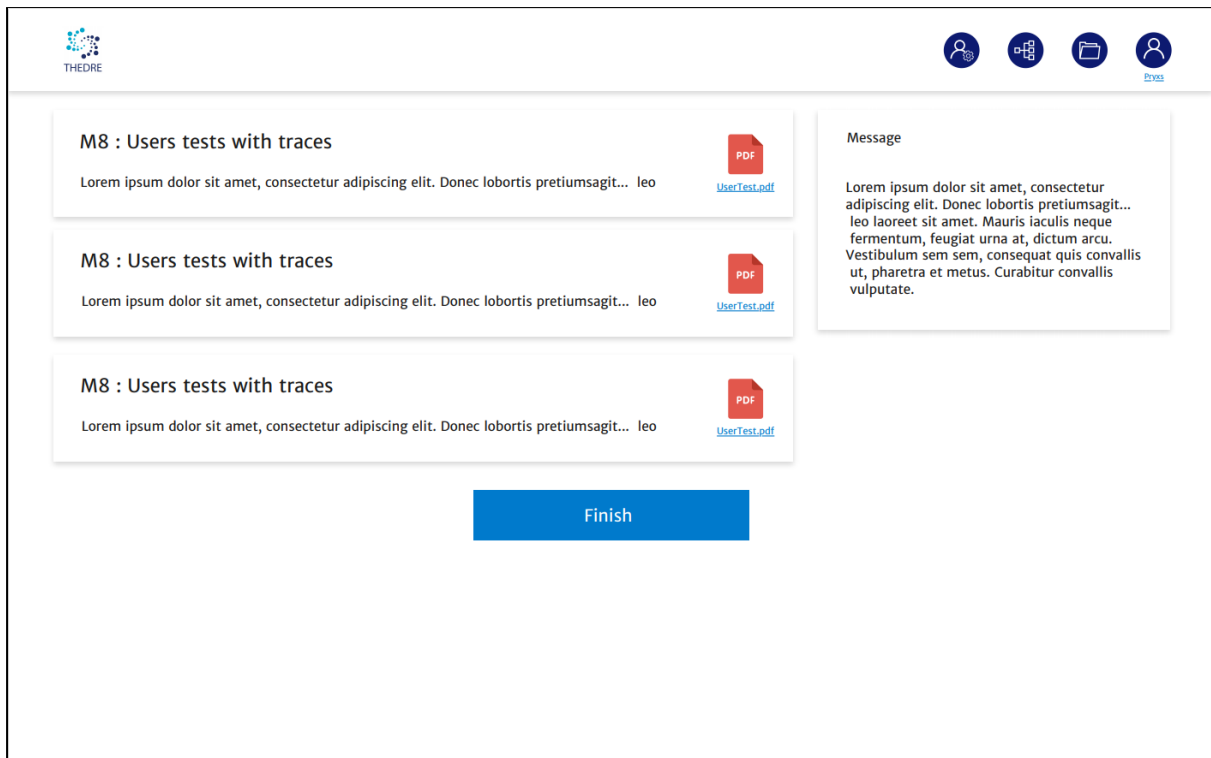 THEDRE
Pryxs
M8 : Users tests with traces
Lorem ipsum dolor sit amet, consectetur adipiscing elit. Donec lobortis pretiumsagit... leo
PDF
UserTest.pdf
M8 : Users tests with traces
Lorem ipsum dolor sit amet, consectetur adipiscing elit. Donec lobortis pretiumsagit... leo
PDF
UserTest.pdf
M8 : Users tests with traces
Lorem ipsum dolor sit amet, consectetur adipiscing elit. Donec lobortis pretiumsagit... leo
PDF
UserTest.pdf
Message
Lorem ipsum dolor sit amet, consectetur
adipiscing elit. Donec lobortis pretiumsagit...
leo laoreet sit amet. Mauris iaculis neque
fermentum, feugiat urna at, dictum arcu.
Vestibulum sem sem, consequat quis convallis
ut, pharetra et metus. Curabitur convallis
vulputate.
Finish